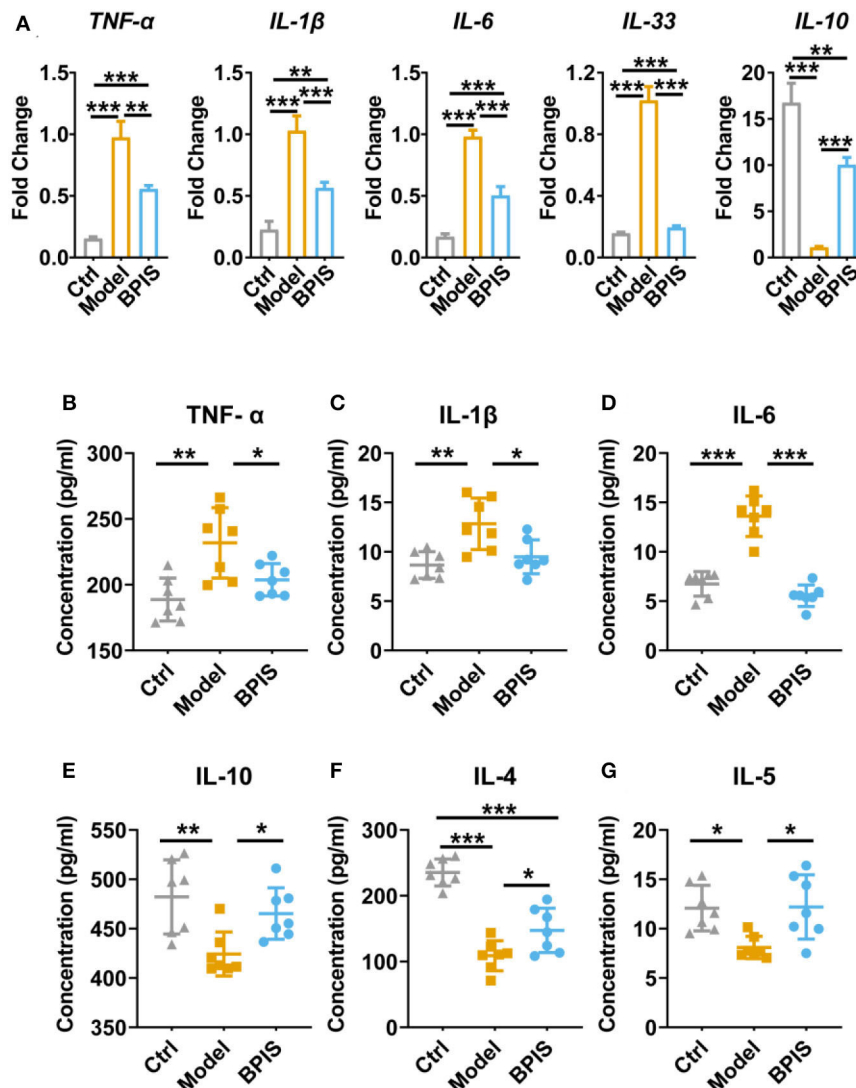 A
TNF-α IL-1β IL-6 IL-33 IL-10
Fold Change
1.5
1.0
0.5
0.0
*** *** **
Ctrl Model BPIS
Fold Change
1.5
1.0
0.5
0.0
** *** ***
Ctrl Model BPIS
Fold Change
1.5
1.0
0.5
0.0
*** *** ***
Ctrl Model BPIS
Fold Change
1.2
0.8
0.4
0.0
*** *** ***
Ctrl Model BPIS
Fold Change
20
15
10
5
0
** *** ***
Ctrl Model BPIS
B
TNF- α
Concentration (pg/ml)
300
250
200
150
** *
Ctrl Model BPIS
C
IL-1β
Concentration (pg/ml)
20
15
10
5
0
** *
Ctrl Model BPIS
D
IL-6
Concentration (pg/ml)
20
15
10
5
0
*** ***
Ctrl Model BPIS
E
IL-10
Concentration (pg/ml)
550
500
450
400
350
** *
Ctrl Model BPIS
F
IL-4
Concentration (pg/ml)
300
200
100
0
***
***
*
Ctrl Model BPIS
G
IL-5
Concentration (pg/ml)
20
15
10
5
0
* *
Ctrl Model BPIS